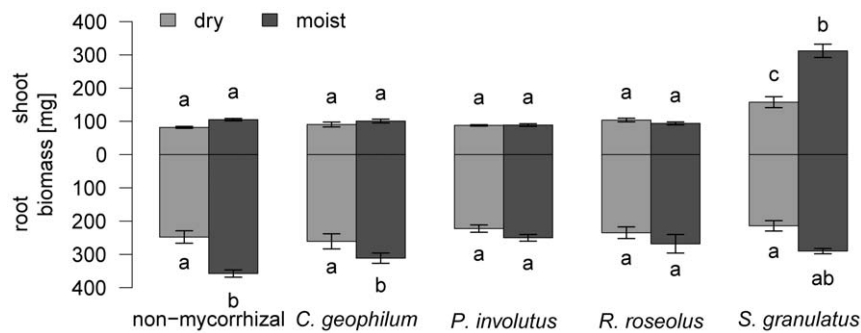 400
300
200
100
0
100
200
300
400
shoot
root
biomass [mg]
dry moist
a a a a a a a a c b
a b a b a a a a a ab
non−mycorrhizal C. geophilum P. involutus R. roseolus S. granulatus